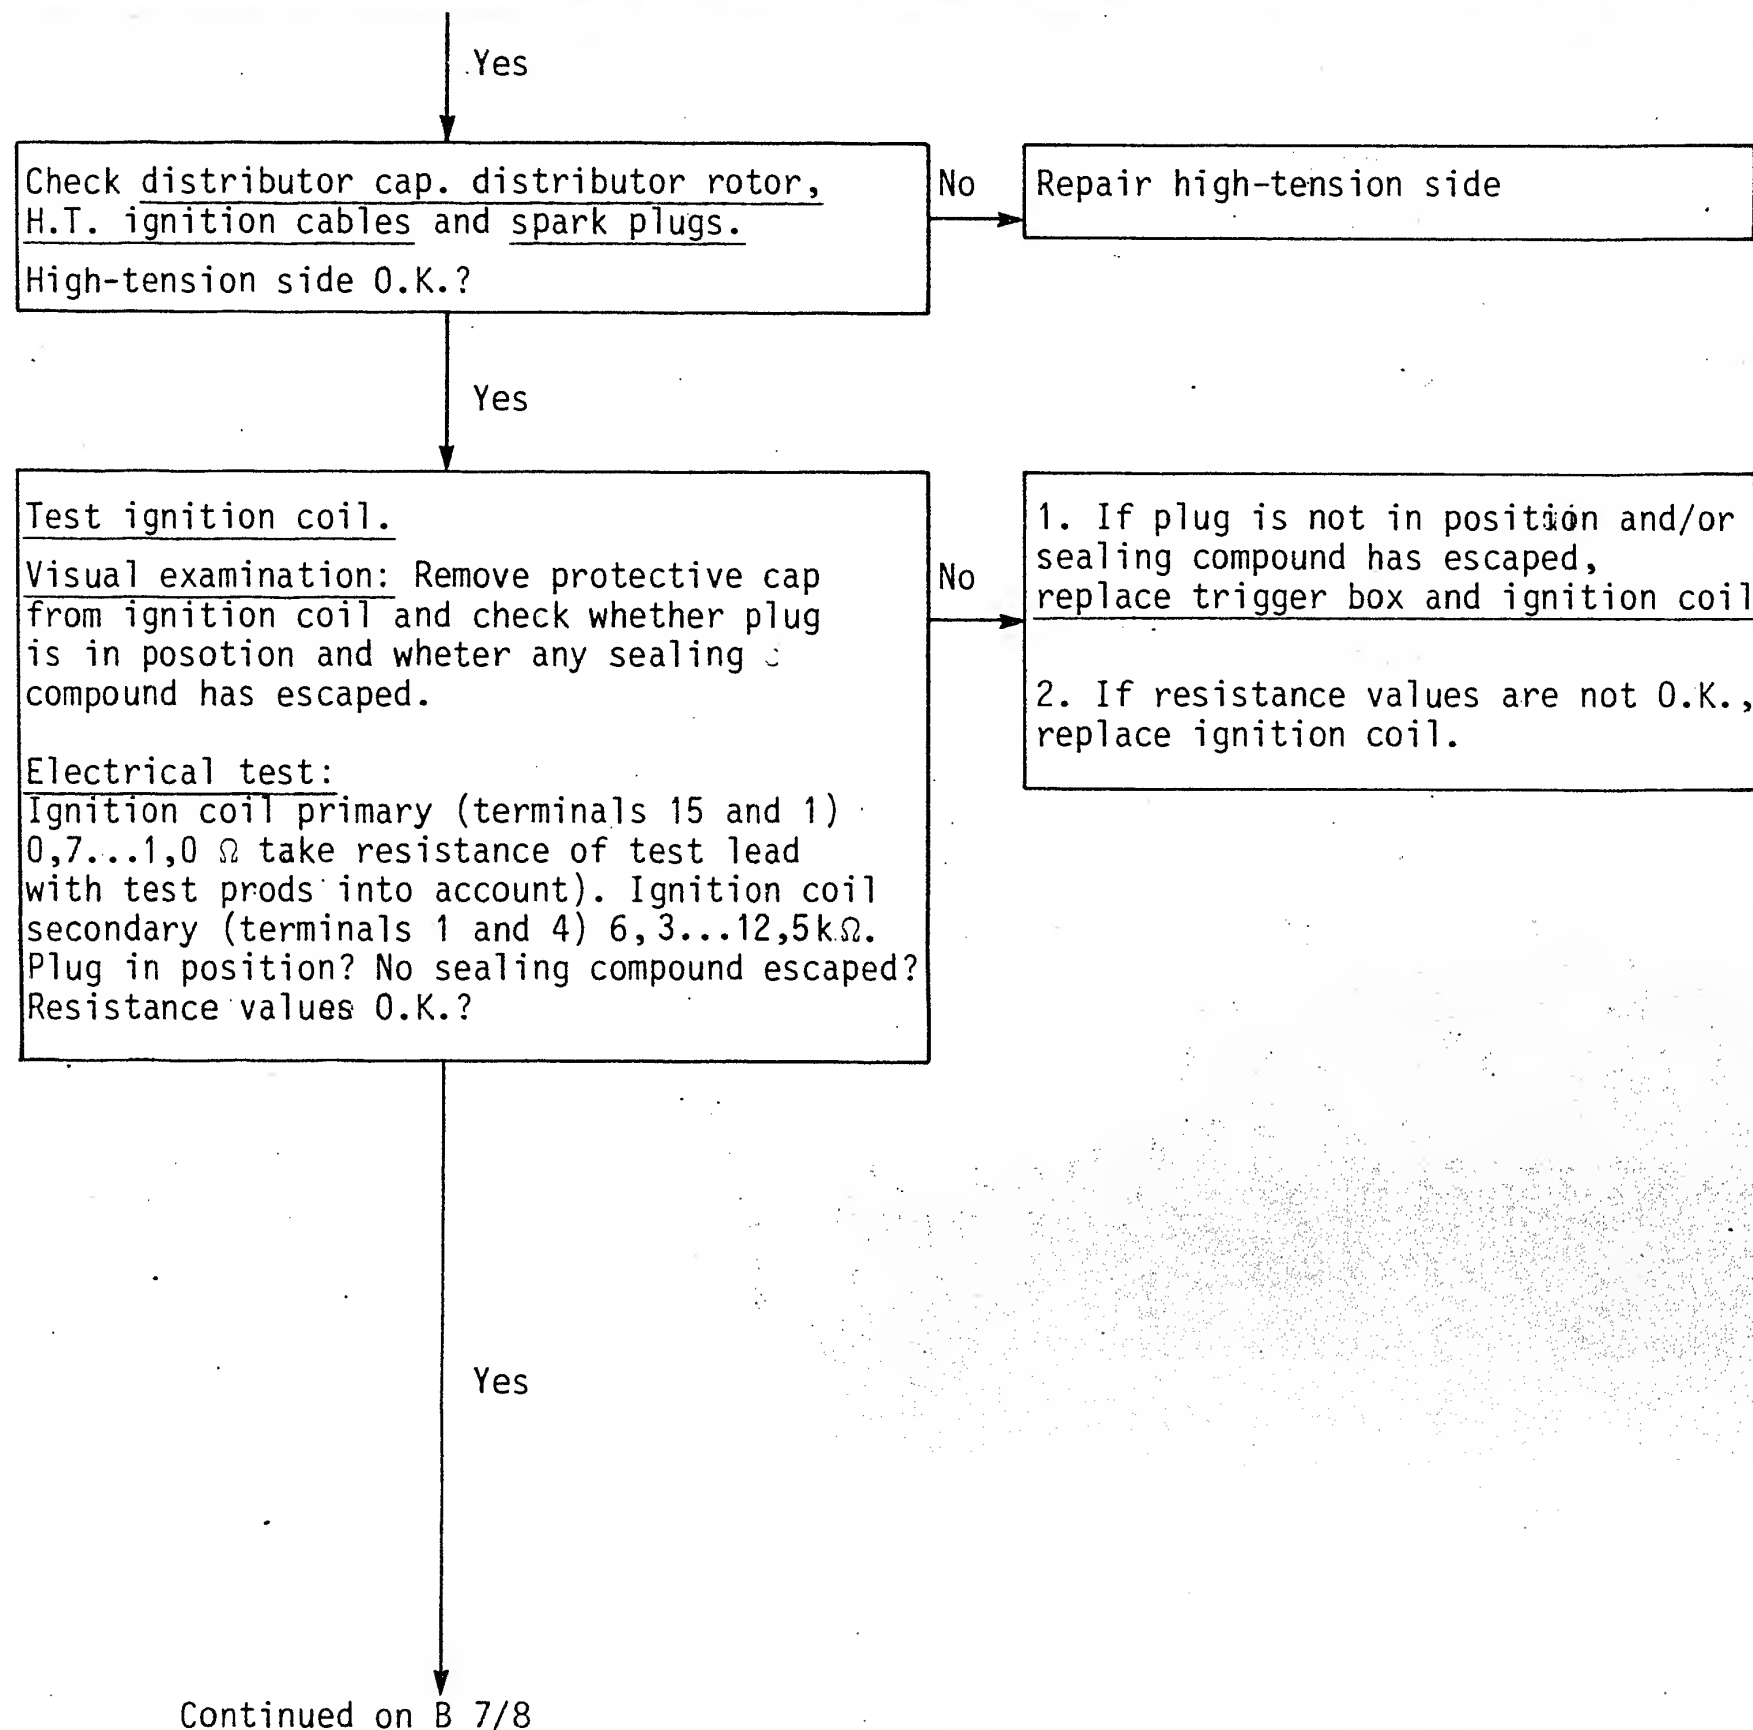 Yes
Check distributor cap. distributor rotor,
H.T. ignition cables and spark plugs.
High-tension side O.K.?
No
Repair high-tension side
Yes
Test ignition coil.
Visual examination: Remove protective cap
from ignition coil and check whether plug
is in posotion and wheter any sealing
compound has escaped.
Electrical test:
Ignition coil primary (terminals 15 and 1)
0,7...1,0 Ω take resistance of test lead
with test prods into account). Ignition coil
secondary (terminals 1 and 4) 6,3...12,5kΩ.
Plug in position? No sealing compound escaped?
Resistance values O.K.?
No
1. If plug is not in position and/or
sealing compound has escaped,
replace trigger box and ignition coil
2. If resistance values are not O.K.,
replace ignition coil.
Yes
Continued on B 7/8